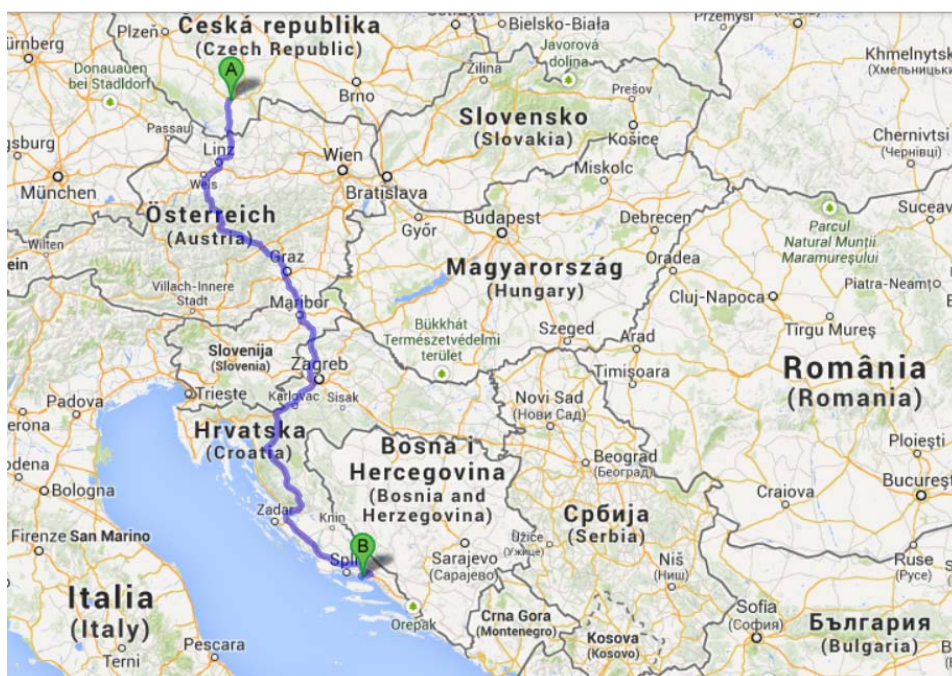 Plzeň
Česká republika
(Czech Republic)
Bielsko-Biała
Przemyśl
Nürnberg
Donauauen
bei Stadldorf
A
Brno
Žilina
Javorová
dolina
Prešov
Khmelnytsk
(Хмельницьк
Passau
Slovensko
(Slovakia)
Košice
Chernivtsi
(Чернівці)
gsburg
Linz
Wels
Wien
Bratislava
Miskolc
München
Österreich
(Austria)
Győr
Budapest
Debrecen
Parcul
Natural Munții
Maramureșului
Suceav
Wilten
ein
Graz
Magyarország
(Hungary)
Oradea
Piatra-Neamț
Villach-Innere
Stadt
Maribor
Cluj-Napoca
Bükkhát
Természetvédelmi
terület
Szeged
Arad
Tirgu Mureș
Slovenija
(Slovenia)
Zagreb
Timișoara
România
(Romania)
Trieste
Karlovac
Sisak
Novi Sad
(Нови Сад)
Padova
erona
Hrvatska
(Croatia)
Bosna i
Hercegovina
(Bosnia and
Herzegovina)
Beograd
(Београд)
Ploiești
odena
Bologna
Craiova
București
Zadar
Knin
Србија
(Serbia)
Firenze
San Marino
B
Split
Sarajevo
(Сарајево)
Užice
(Ужице)
Niš
(Ниш)
Ruse
(Русе)
Italia
(Italy)
Orepak
Crna Gora
(Montenegro)
Kosova
(Kosovo)
Sofia
(София)
България
(Bulgaria)
Pescara
Terni